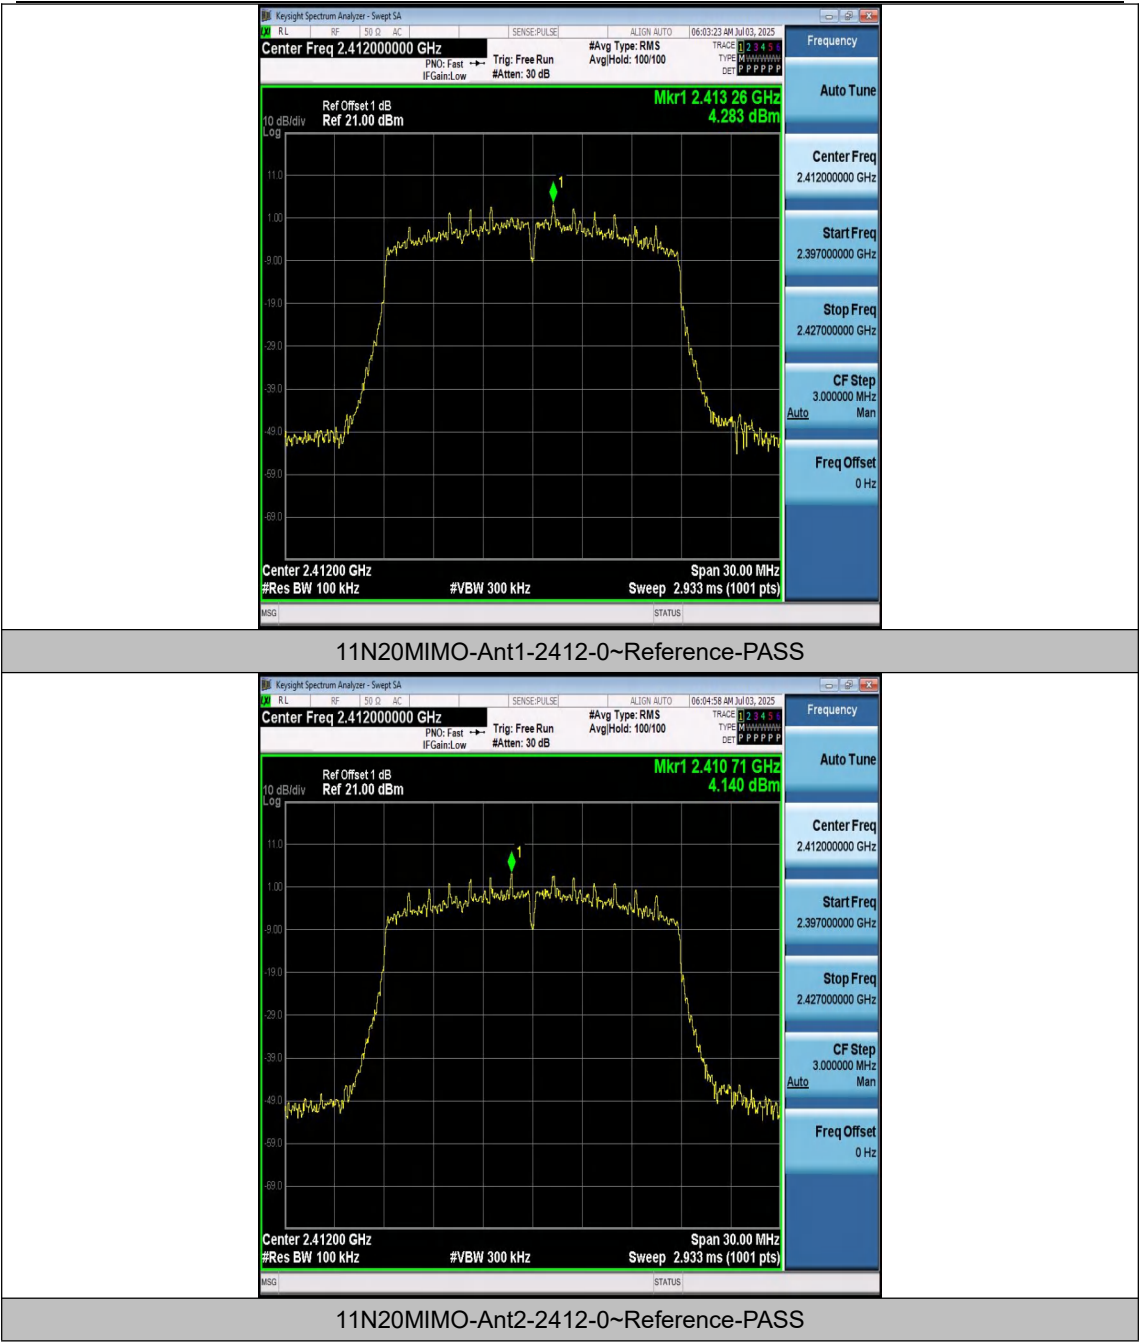 Keysight Spectrum Analyzer - Swept SA
RL RF 50 Ω AC SENSE:PULSE ALIGN AUTO 06:03:23 AM Jul 03, 2025
Center Freq 2.412000000 GHz
PNO: Fast
IFGain:Low
Trig: Free Run
#Atten: 30 dB
#Avg Type: RMS
Avg|Hold: 100/100
TRACE 1 2 3 4 5 6
TYPE M WWWWW
DET P P P P P P
Frequency
Ref Offset 1 dB
10 dB/div Ref 21.00 dBm
Log
Mkr1 2.413 26 GHz
4.283 dBm
1
11.0
1.00
-9.00
-19.0
-29.0
-39.0
-49.0
-59.0
-69.0
Center 2.41200 GHz Span 30.00 MHz
#Res BW 100 kHz #VBW 300 kHz Sweep 2.933 ms (1001 pts)
MSG STATUS
Auto Tune
Center Freq
2.412000000 GHz
Start Freq
2.397000000 GHz
Stop Freq
2.427000000 GHz
CF Step
3.000000 MHz
Auto Man
Freq Offset
0 Hz
11N20MIMO-Ant1-2412-0~Reference-PASS
Keysight Spectrum Analyzer - Swept SA
RL RF 50 Ω AC SENSE:PULSE ALIGN AUTO 06:04:58 AM Jul 03, 2025
Center Freq 2.412000000 GHz
PNO: Fast
IFGain:Low
Trig: Free Run
#Atten: 30 dB
#Avg Type: RMS
Avg|Hold: 100/100
TRACE 1 2 3 4 5 6
TYPE M WWWWW
DET P P P P P P
Frequency
Ref Offset 1 dB
10 dB/div Ref 21.00 dBm
Log
Mkr1 2.410 71 GHz
4.140 dBm
1
11.0
1.00
-9.00
-19.0
-29.0
-39.0
-49.0
-59.0
-69.0
Center 2.41200 GHz Span 30.00 MHz
#Res BW 100 kHz #VBW 300 kHz Sweep 2.933 ms (1001 pts)
MSG STATUS
Auto Tune
Center Freq
2.412000000 GHz
Start Freq
2.397000000 GHz
Stop Freq
2.427000000 GHz
CF Step
3.000000 MHz
Auto Man
Freq Offset
0 Hz
11N20MIMO-Ant2-2412-0~Reference-PASS